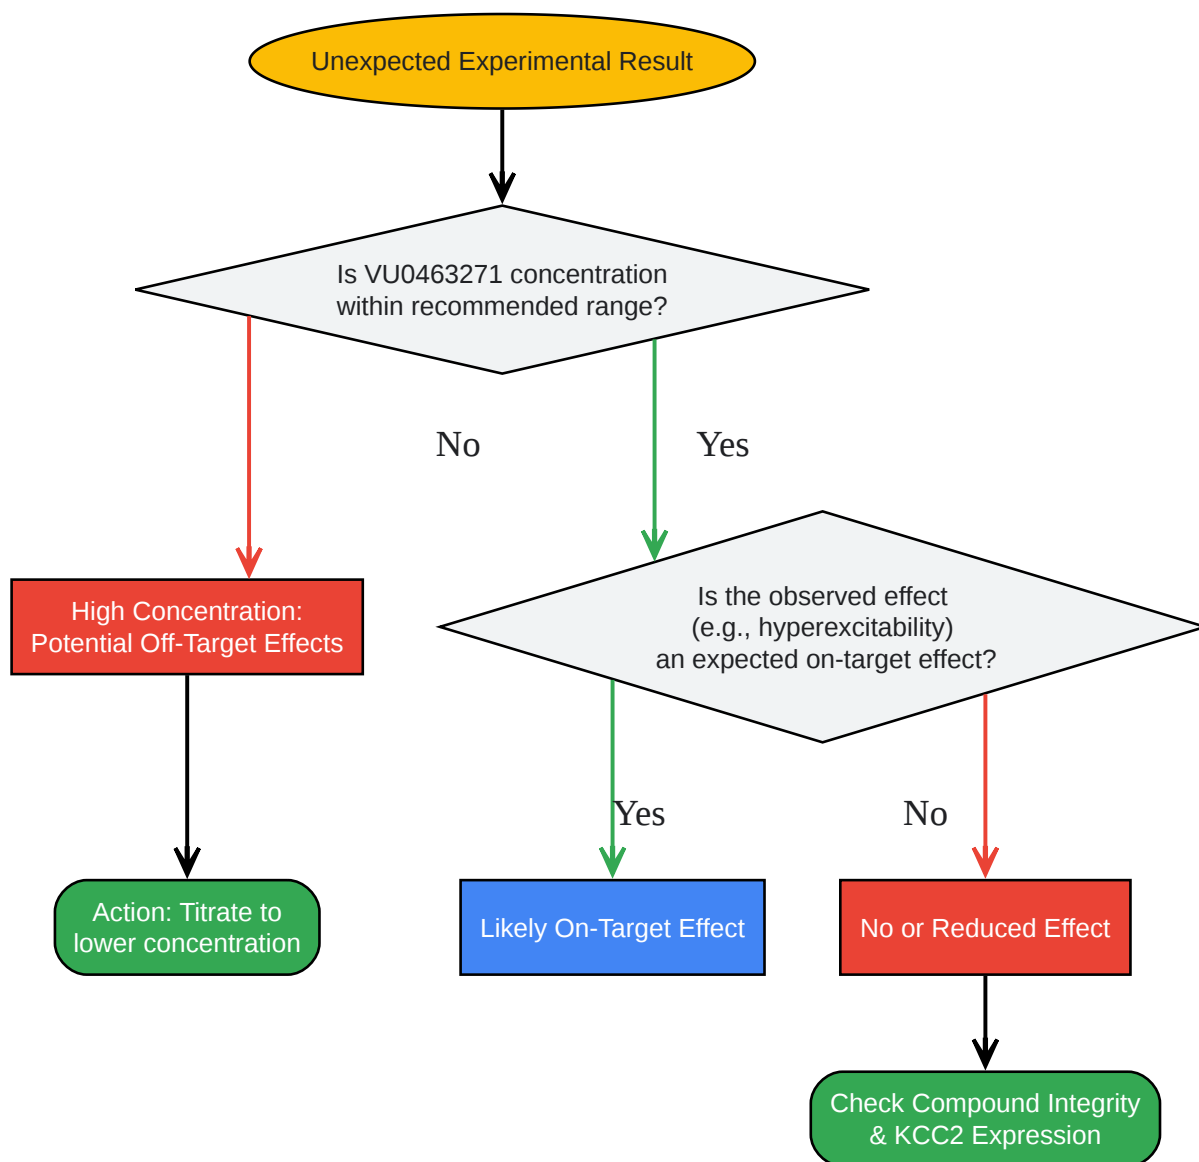 Unexpected Experimental Result
Is VU0463271 concentration
within recommended range?
No
Yes
High Concentration:
Potential Off-Target Effects
Is the observed effect
(e.g., hyperexcitability)
an expected on-target effect?
Yes
No
Action: Titrate to
lower concentration
Likely On-Target Effect
No or Reduced Effect
Check Compound Integrity
& KCC2 Expression